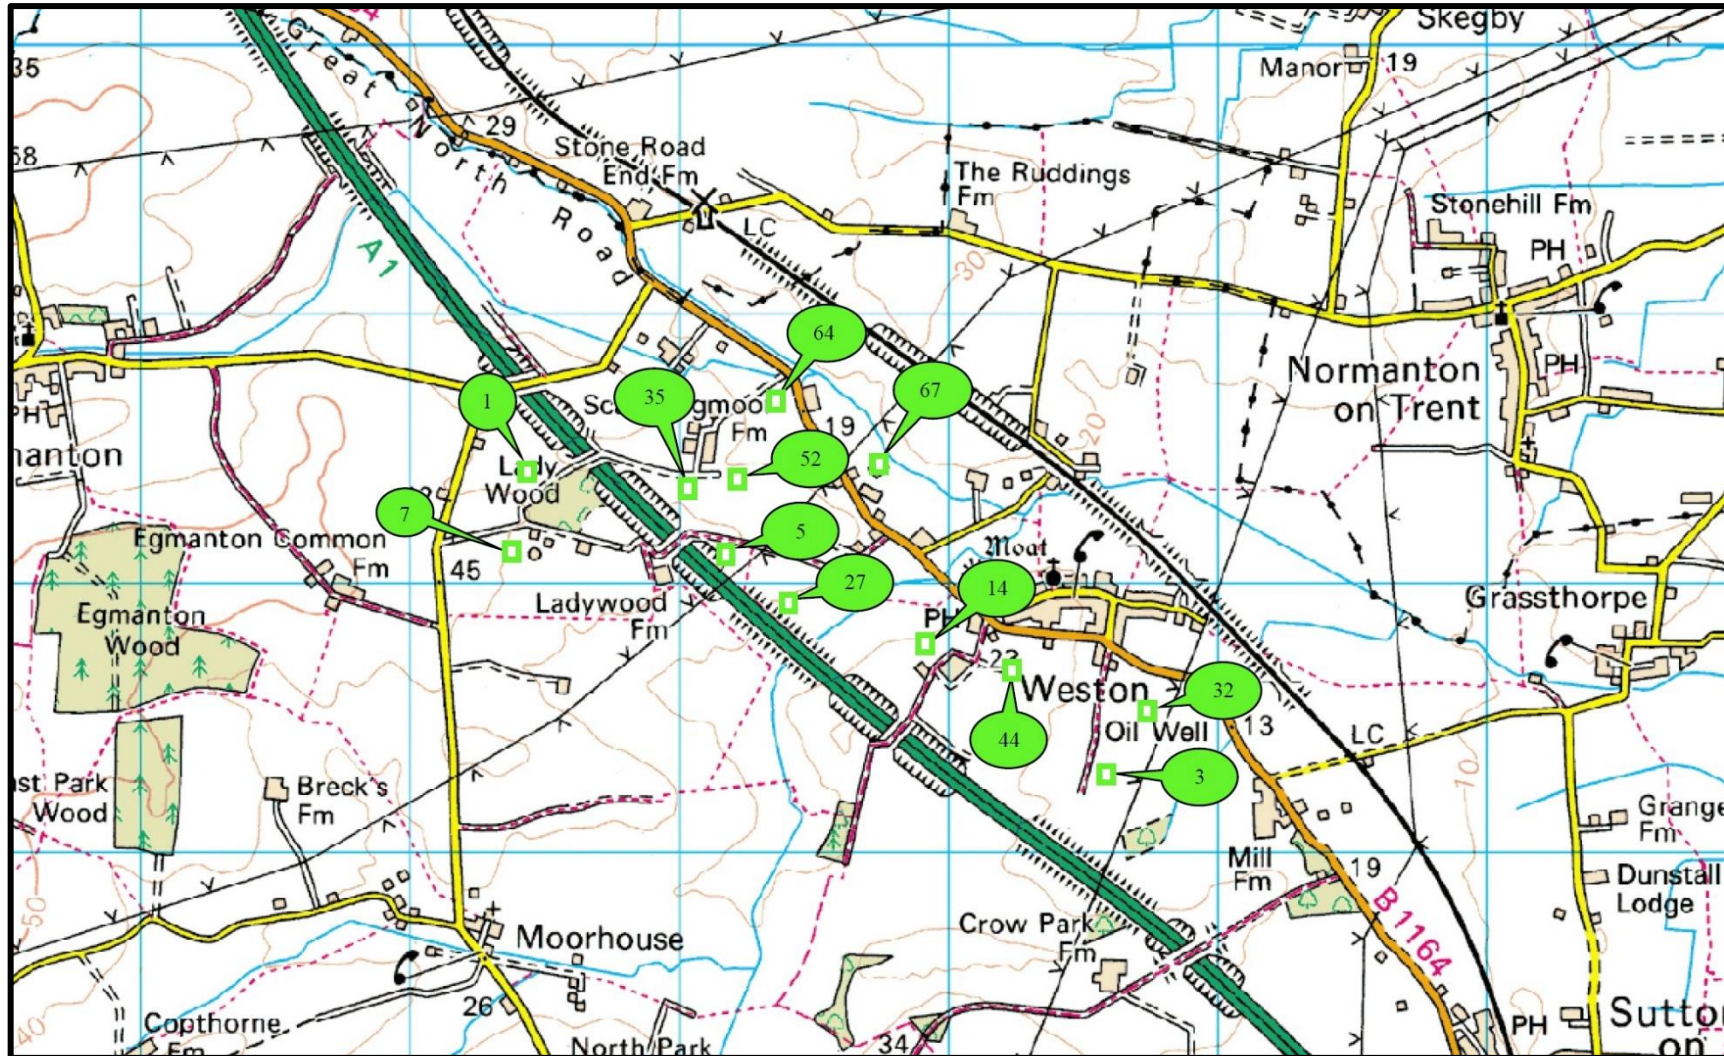 Skegby
Manor
19
35
Great North Road
29
58
Stone Road
End Fm
The Ruddings
Fm
LC
Stonehill Fm
PH
A1
30
64
Normanton
on Trent
PH
1
35
67
Fm
19
20
52
PH
manton
Lady
Wood
7
5
Egmanton Common
Fm
45
Moat
27
14
Ladywood
Fm
Grassthorpe
Egmanton
Wood
23
Weston
32
44
Oil Well
13
LC
3
10
Park
Wood
Breck's
Fm
Grange
Fm
Mill
Fm
19
Dunstall
Lodge
B1164
50
Crow Park
Fm
Moorhouse
26
40
Copthorne
Fm
North Park
34
PH
Sutton
on